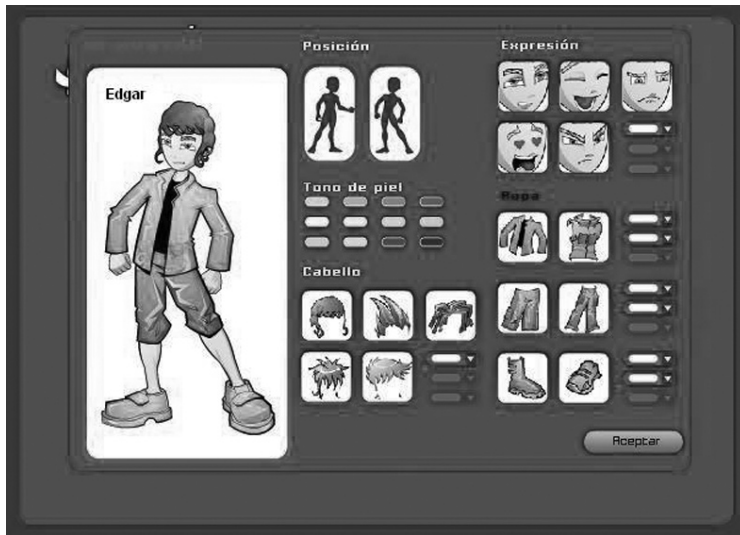 Edgar
Posición
Tono de piel
Cabello
Expresión
Ropa
Aceptar